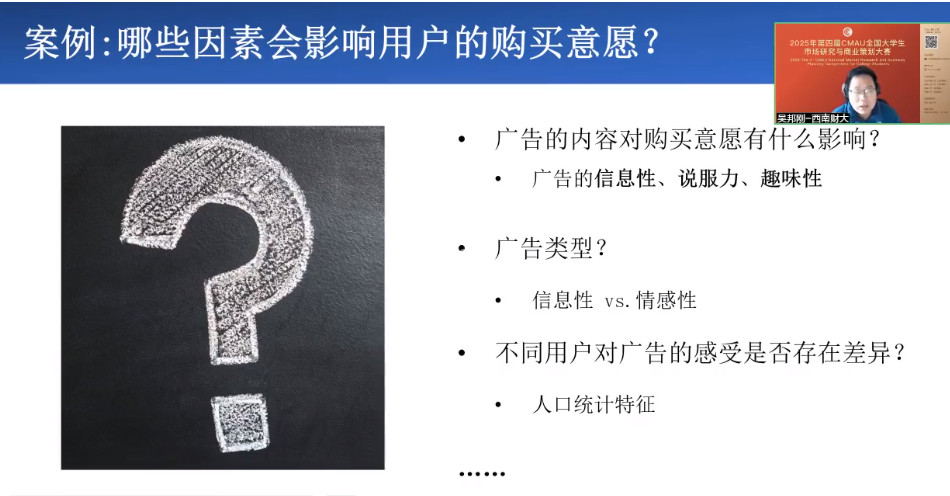 案例:哪些因素会影响用户的购买意愿?
2025年第四届CMAU全国大学生
市场研究与商业策划大赛
吴邦刚-西南财大
• 广告的内容对购买意愿有什么影响?
• 广告的信息性、说服力、趣味性
• 广告类型?
• 信息性 vs.情感性
• 不同用户对广告的感受是否存在差异?
• 人口统计特征
……